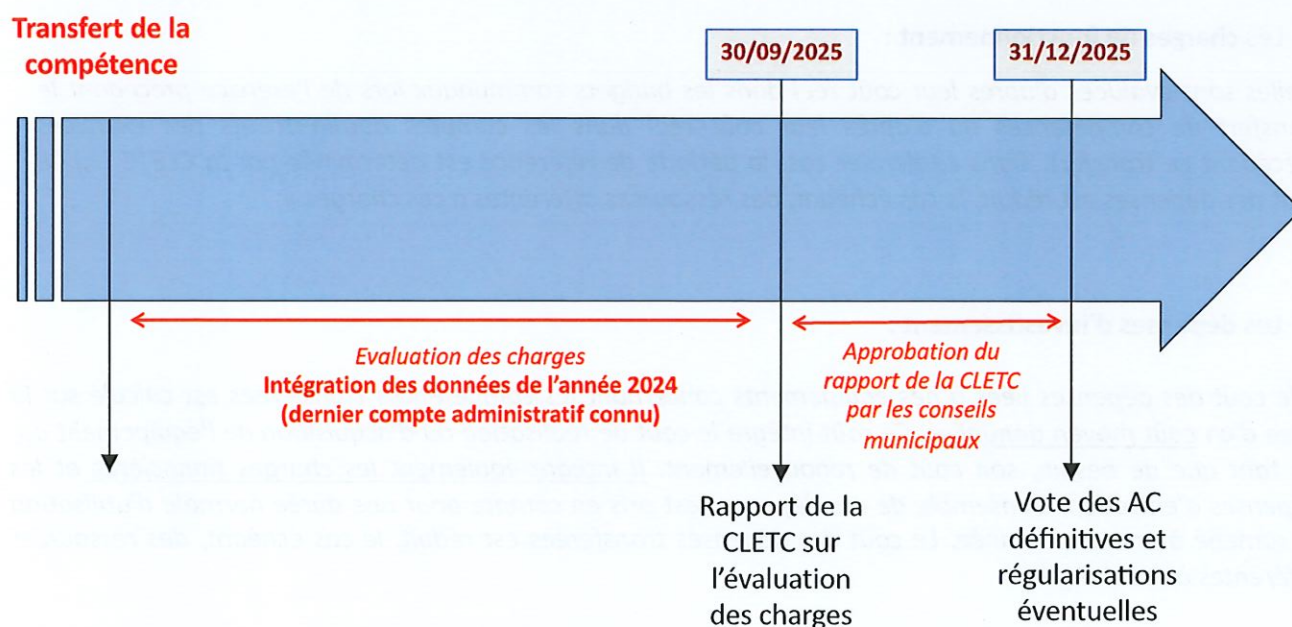 Transfert de la
compétence
30/09/2025
31/12/2025
Evaluation des charges
Intégration des données de l'année 2024
(dernier compte administratif connu)
Approbation du
rapport de la CLETC
par les conseils
municipaux
Rapport de la
CLETC sur
l'évaluation
des charges
Vote des AC
définitives et
régularisations
éventuelles